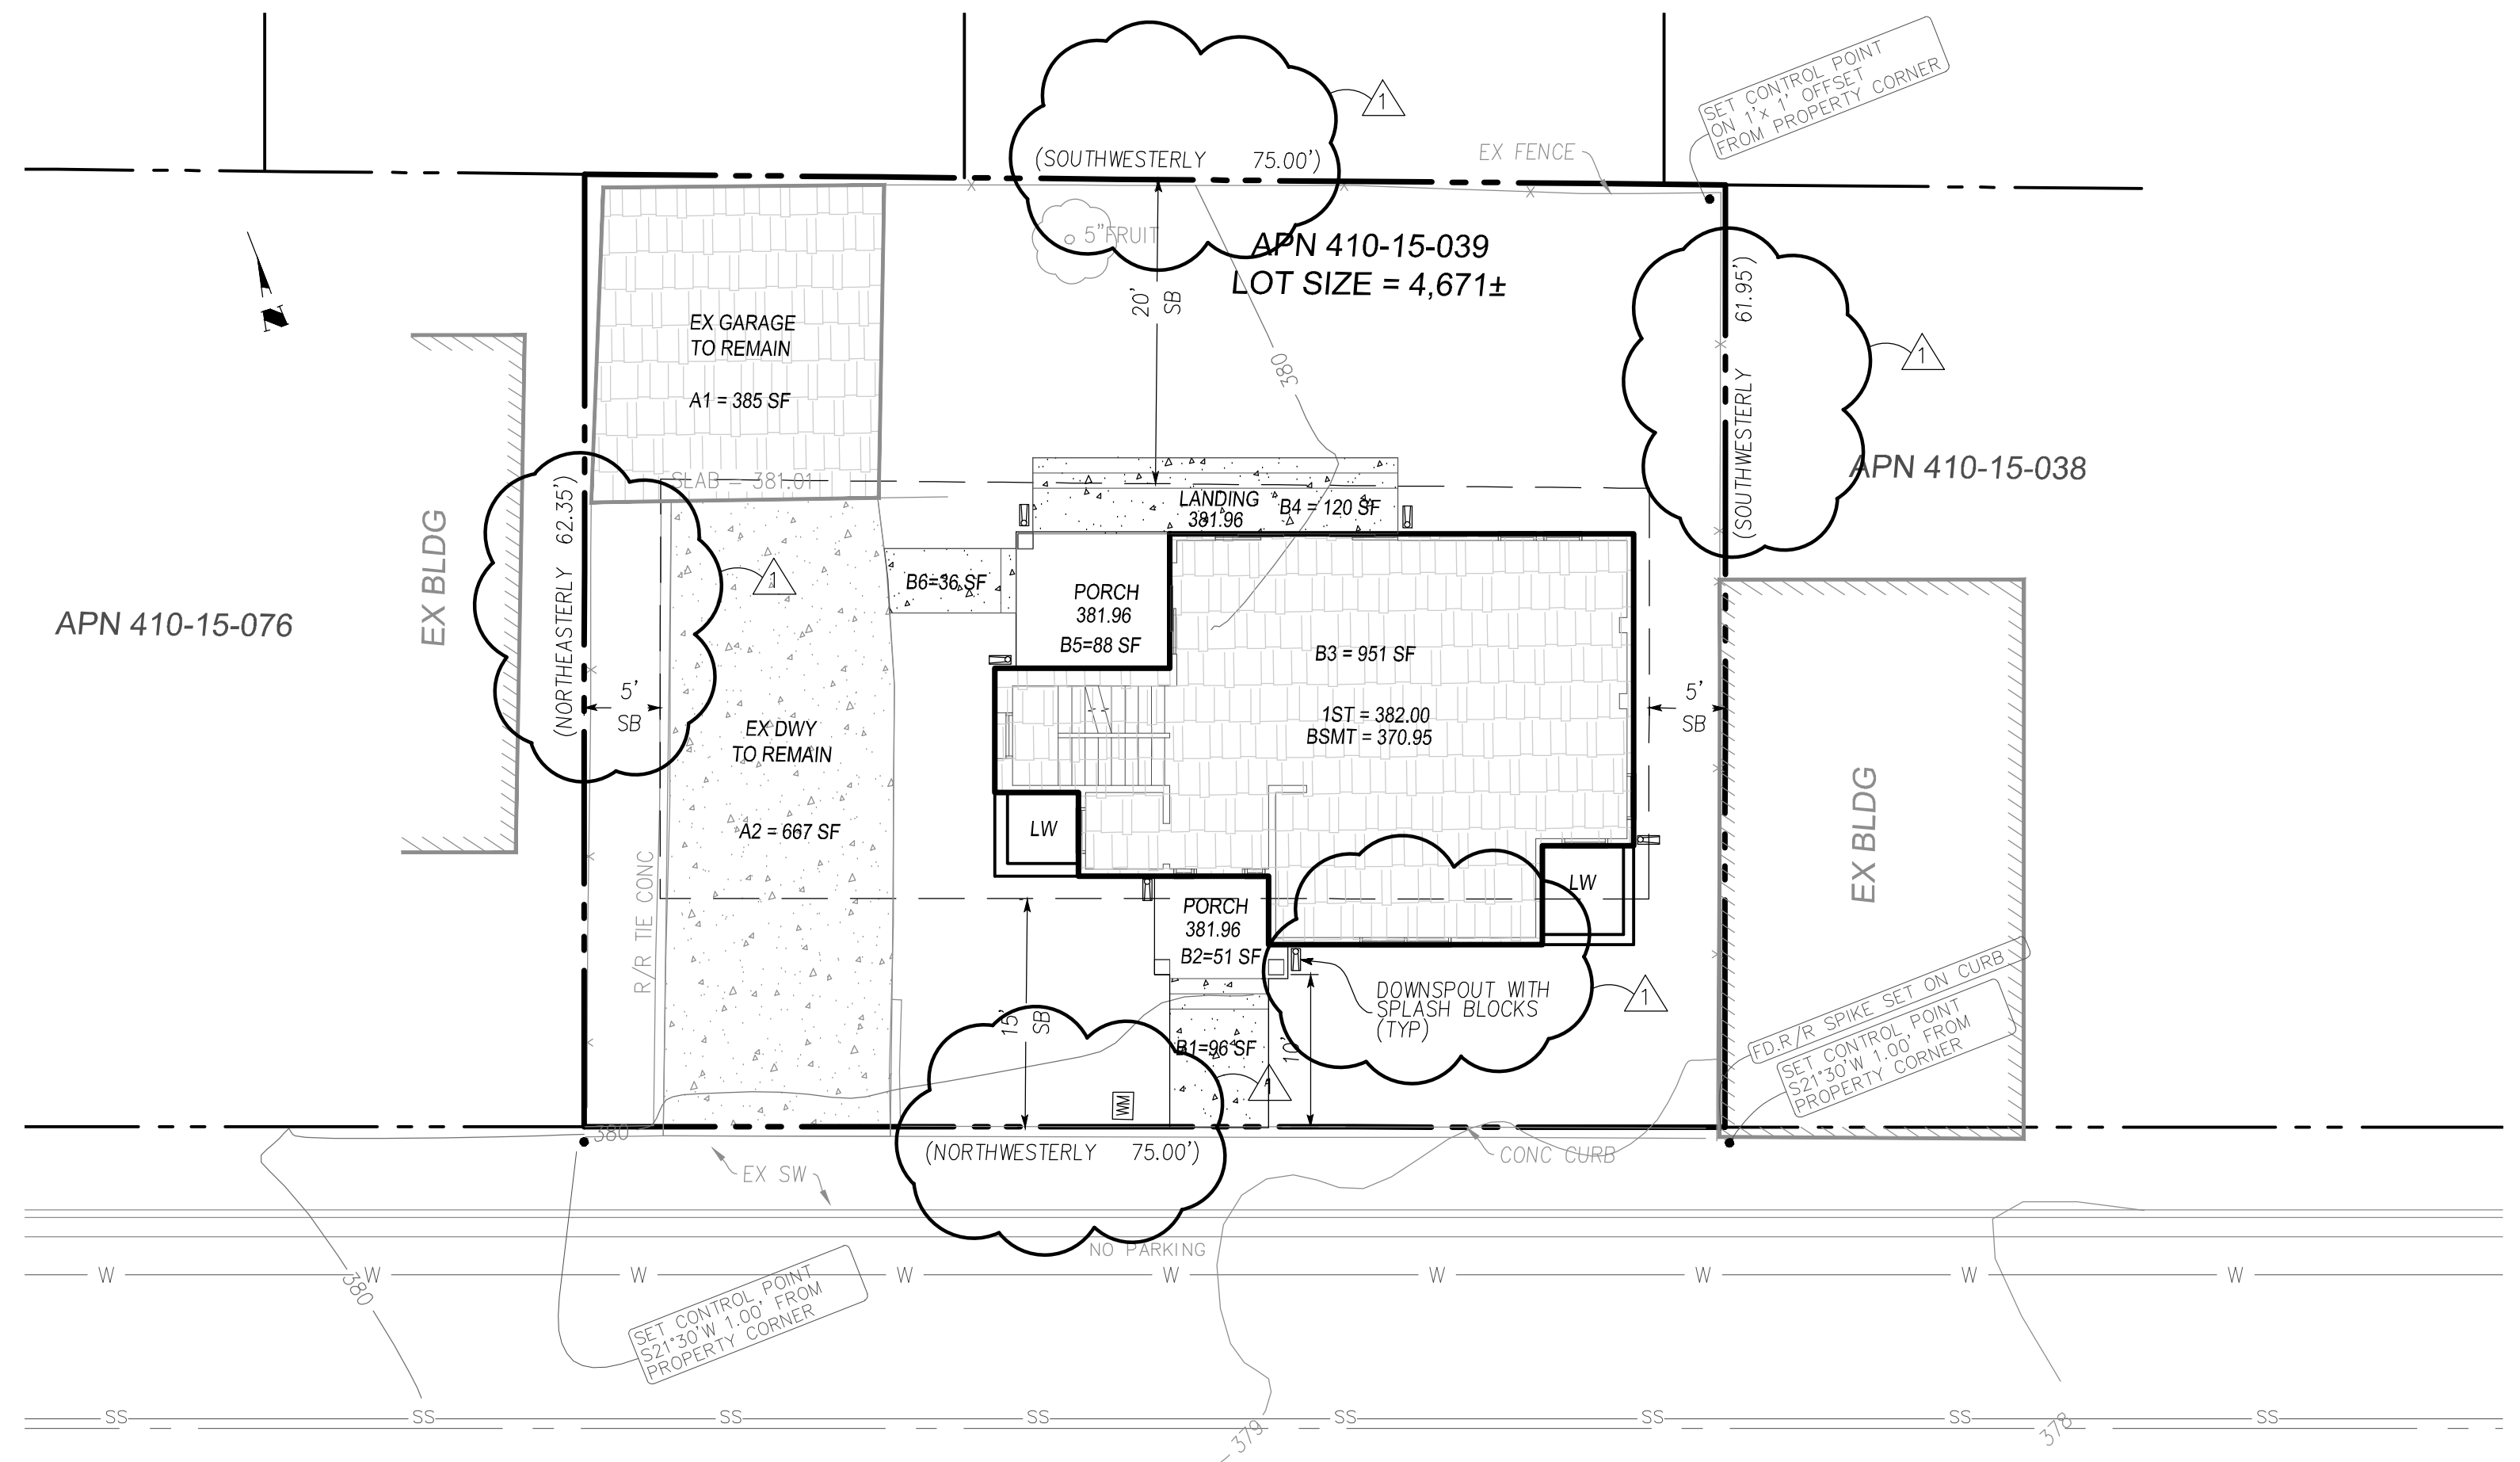 SET CONTROL POINT
ON 1'x 1' OFFSET
FROM PROPERTY CORNER
1
(SOUTHWESTERLY 75.00')
EX FENCE
5"FRUIT
APN 410-15-039
LOT SIZE = 4,671±
20'
SB
N
EX GARAGE
TO REMAIN
A1 = 385 SF
SLAB - 381.01
380
(SOUTHWESTERLY 61.95')
1
APN 410-15-038
EX BLDG
APN 410-15-076
(NORTHEASTERLY 62.35')
1
5'
SB
LANDING
381.96
B4 = 120 SF
B6=36 SF
PORCH
381.96
B5=88 SF
B3 = 951 SF
1ST = 382.00
BSMT = 370.95
5'
SB
EX DWY
TO REMAIN
A2 = 667 SF
R/R TIE CONC
LW
LW
EX BLDG
PORCH
381.96
B2=51 SF
DOWNSPOUT WITH
SPLASH BLOCKS
(TYP)
1
15'
SB
B1=96 SF
10'
1
WM
FD.R/R SPIKE SET ON CURB
SET CONTROL POINT
S21°30'W 1.00' FROM
PROPERTY CORNER
380
(NORTHWESTERLY 75.00')
CONC CURB
EX SW
NO PARKING
W W W W W W W W W
380
SET CONTROL POINT
S21°30'W 1.00' FROM
PROPERTY CORNER
SS SS SS SS SS SS SS SS
379
378